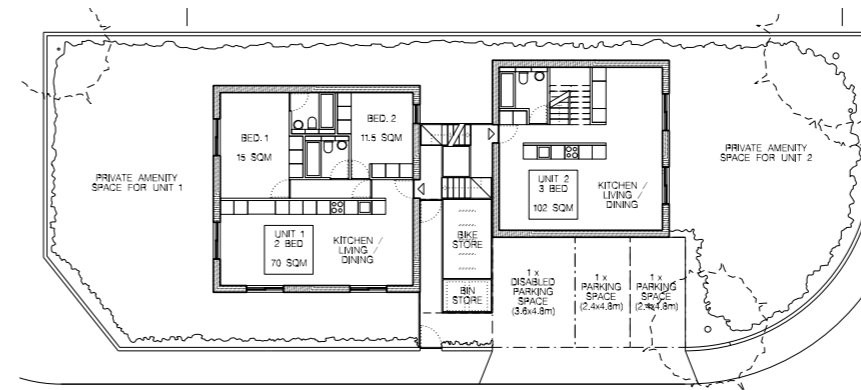 PRIVATE AMENITY
SPACE FOR UNIT 1
BED. 1
15 SQM
BED. 2
11.5 SQM
UNIT 1
2 BED
70 SQM
KITCHEN /
LIVING /
DINING
BIKE
STORE
BIN
STORE
UNIT 2
3 BED
102 SQM
KITCHEN /
LIVING /
DINING
PRIVATE AMENITY
SPACE FOR UNIT 2
1 x
DISABLED
PARKING
SPACE
(3.6x4.8m)
1 x
PARKING
SPACE
(2.4x4.8m)
1 x
PARKING
SPACE
(2.4x4.8m)